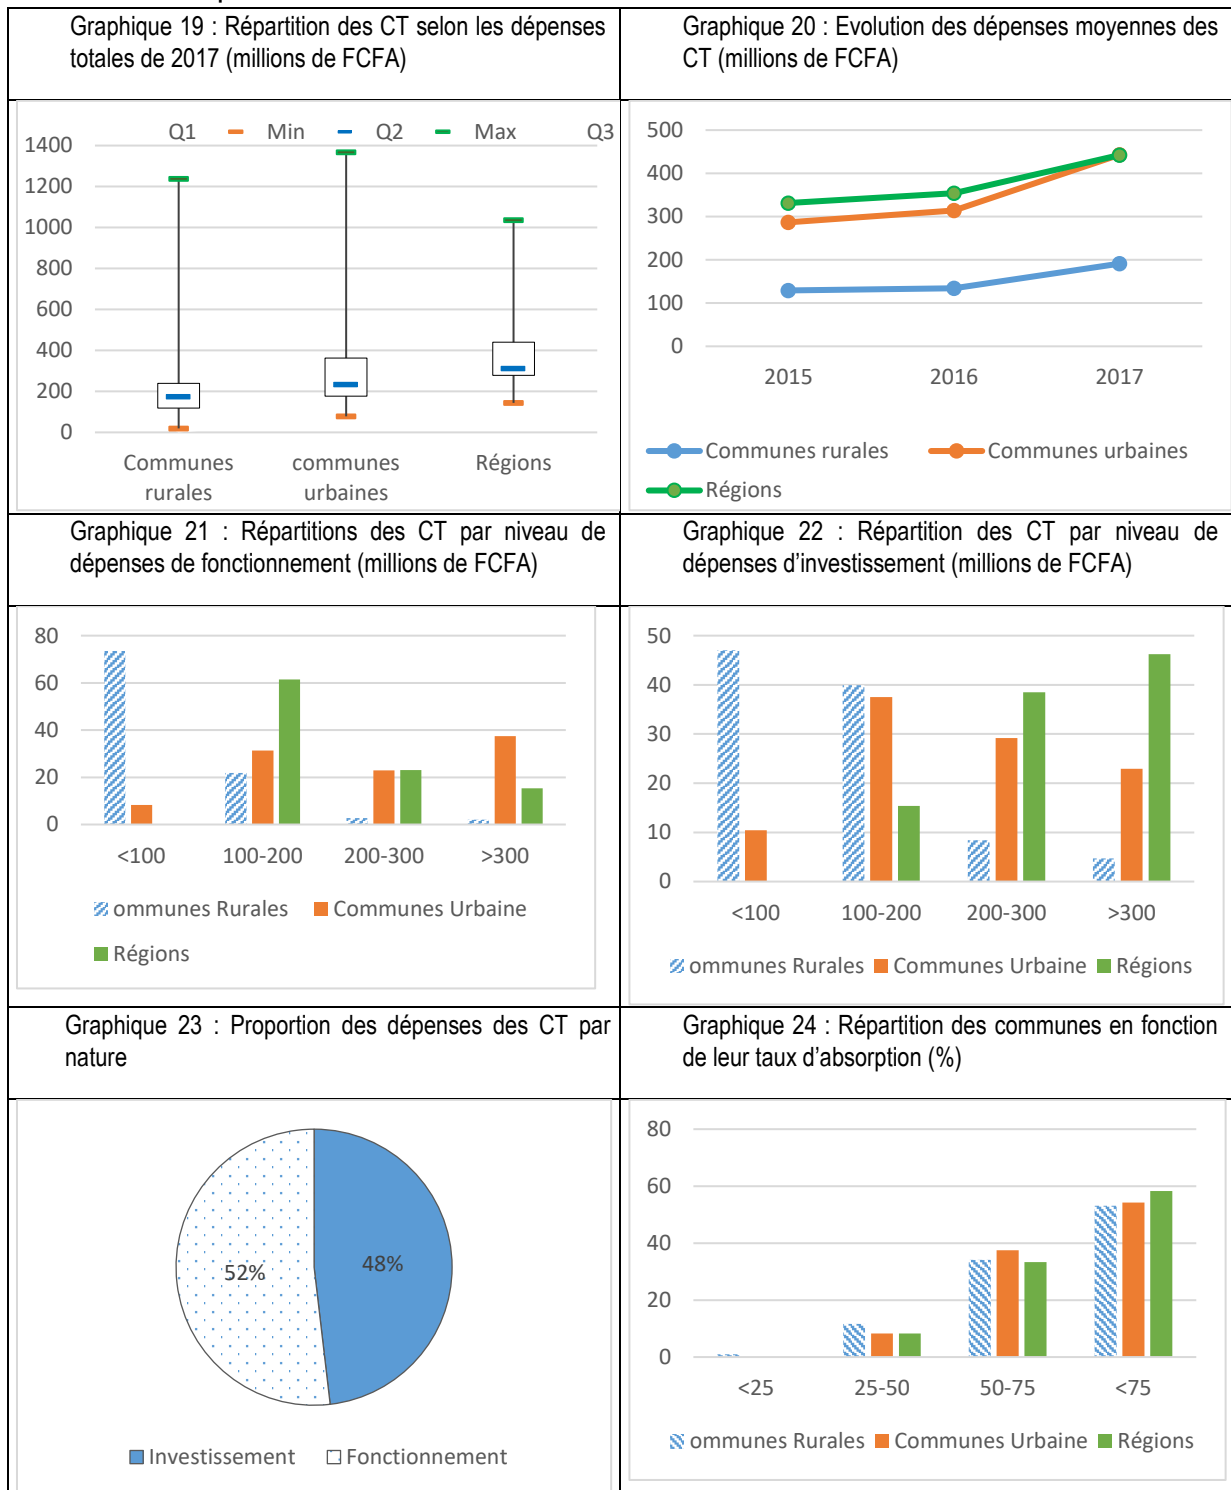 Graphique 19 : Répartition des CT selon les dépenses
totales de 2017 (millions de FCFA)
Graphique 20 : Evolution des dépenses moyennes des
CT (millions de FCFA)
Q1 Min Q2 Max Q3
1400
1200
1000
800
600
400
200
0
Communes
rurales
communes
urbaines
Régions
500
400
300
200
100
0
2015 2016 2017
Communes rurales Communes urbaines
Régions
Graphique 21 : Répartitions des CT par niveau de
dépenses de fonctionnement (millions de FCFA)
Graphique 22 : Répartition des CT par niveau de
dépenses d'investissement (millions de FCFA)
80
60
40
20
0
<100 100-200 200-300 >300
ommunes Rurales Communes Urbaine
Régions
50
40
30
20
10
0
<100 100-200 200-300 >300
ommunes Rurales Communes Urbaine Régions
Graphique 23 : Proportion des dépenses des CT par
nature
Graphique 24 : Répartition des communes en fonction
de leur taux d'absorption (%)
52% 48%
Investissement Fonctionnement
80
60
40
20
0
<25 25-50 50-75 <75
ommunes Rurales Communes Urbaine Régions